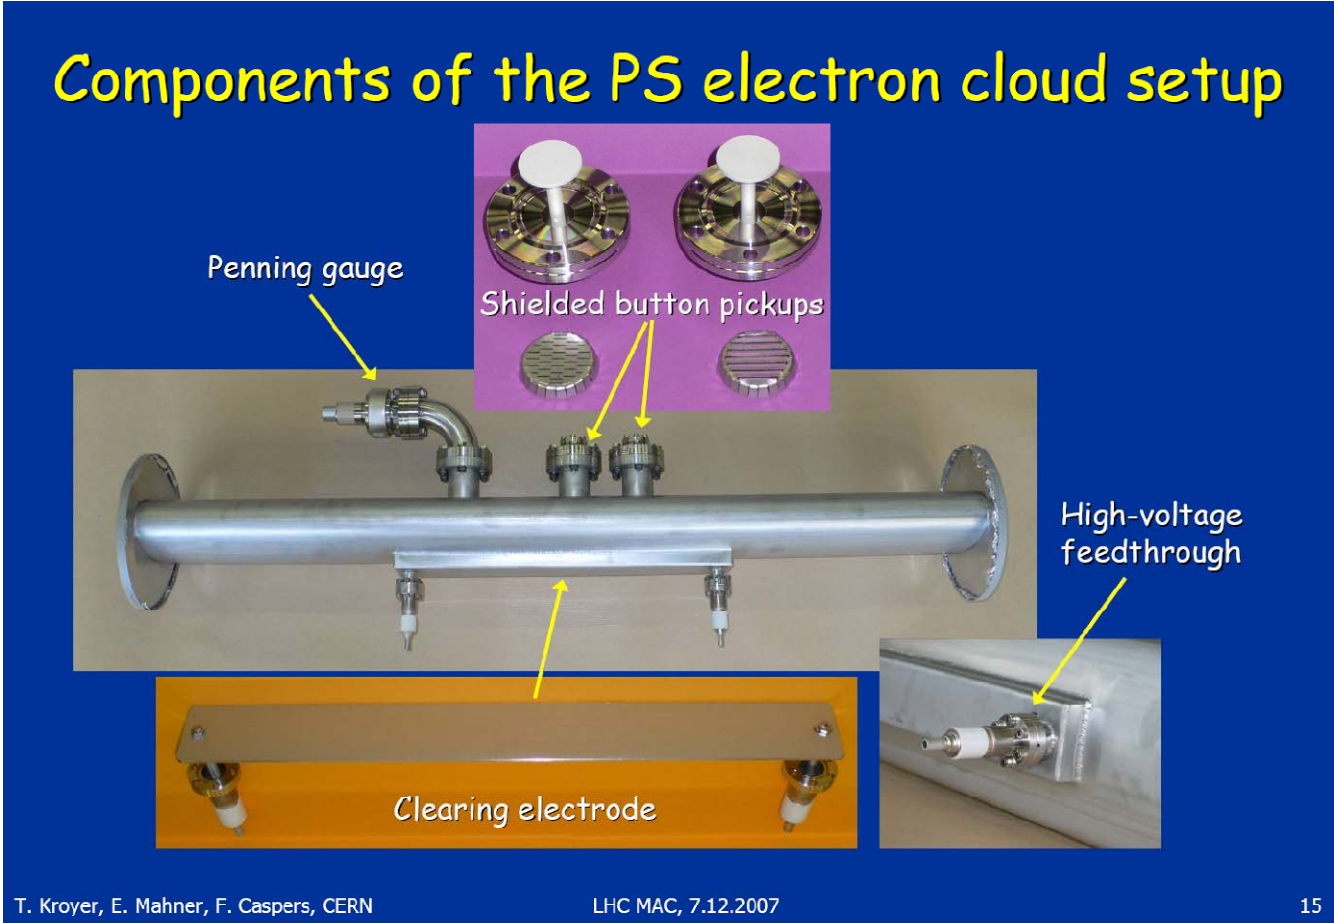 Components of the PS electron cloud setup
Penning gauge
Shielded button pickups
High-voltage
feedthrough
Clearing electrode
T. Kroyer, E. Mahner, F. Caspers, CERN
LHC MAC, 7.12.2007
15